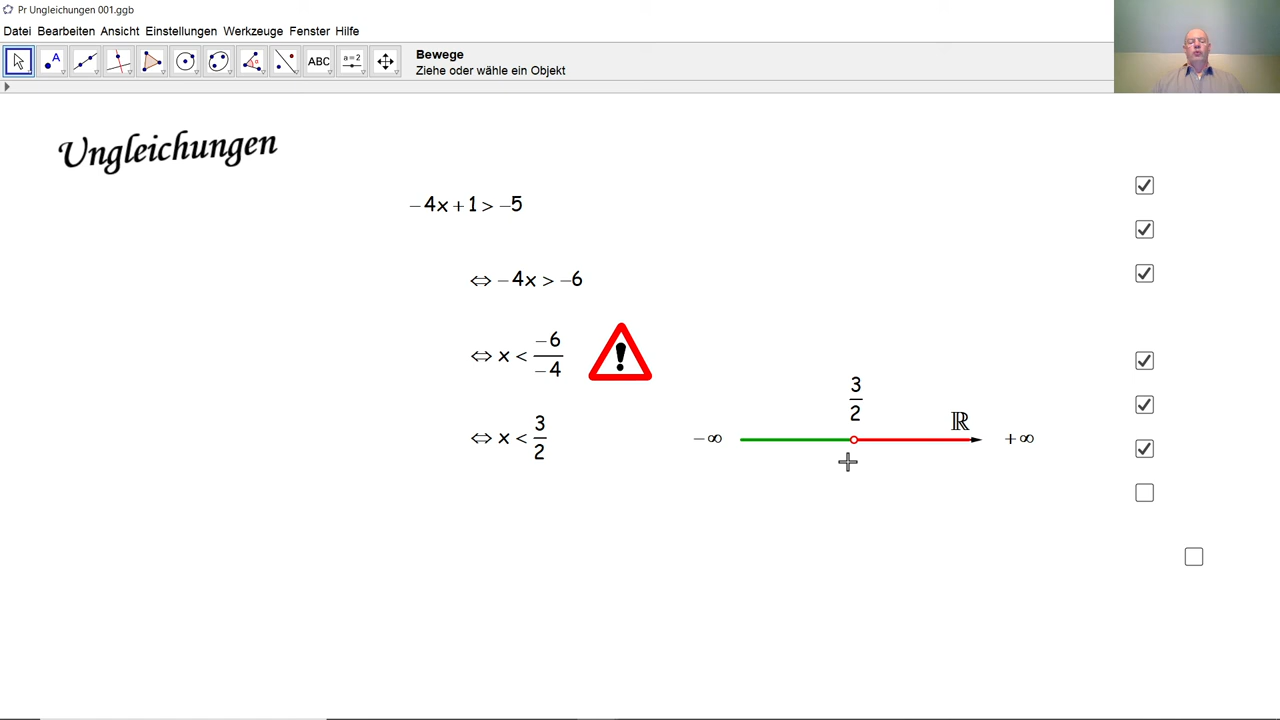 Pr Ungleichungen 001.ggb
Datei Bearbeiten Ansicht Einstellungen Werkzeuge Fenster Hilfe
A
ABC
a=2
Bewege
Ziehe oder wähle ein Objekt
Ungleichungen
−4x+1 > −5
⇔ −4x > −6
⇔ x < −6/−4
!
⇔ x < 3/2
3/2
ℝ
−∞
+∞